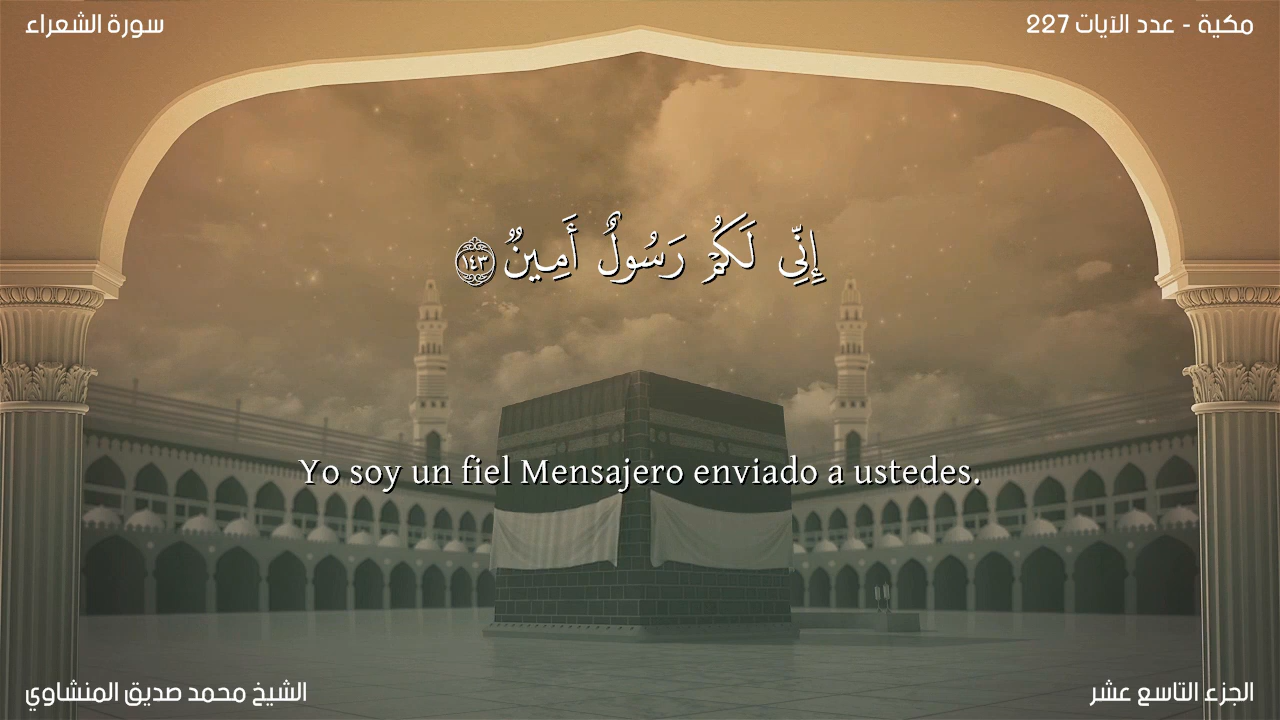 سورة الشعراء
مكية - عدد الآيات 227
إِنِّي لَكُمْ رَسُولٌ أَمِينٌ ١٤٣
Yo soy un fiel Mensajero enviado a ustedes.
الشيخ محمد صديق المنشاوي
الجزء التاسع عشر